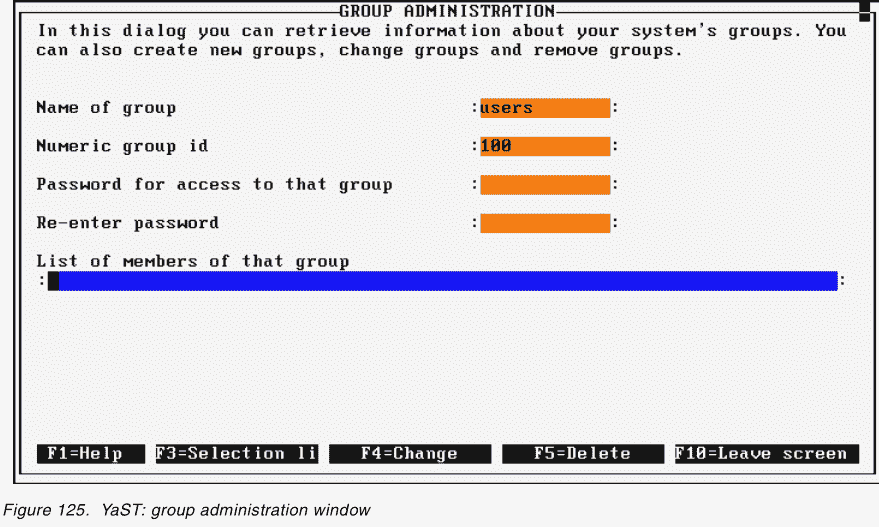 GROUP ADMINISTRATION
In this dialog you can retrieve information about your system's groups. You
can also create new groups, change groups and remove groups.
Name of group :users :
Numeric group id :100 :
Password for access to that group : :
Re-enter password : :
List of members of that group
: :
F1=Help F3=Selection li F4=Change F5=Delete F10=Leave screen
Figure 125. YaST: group administration window